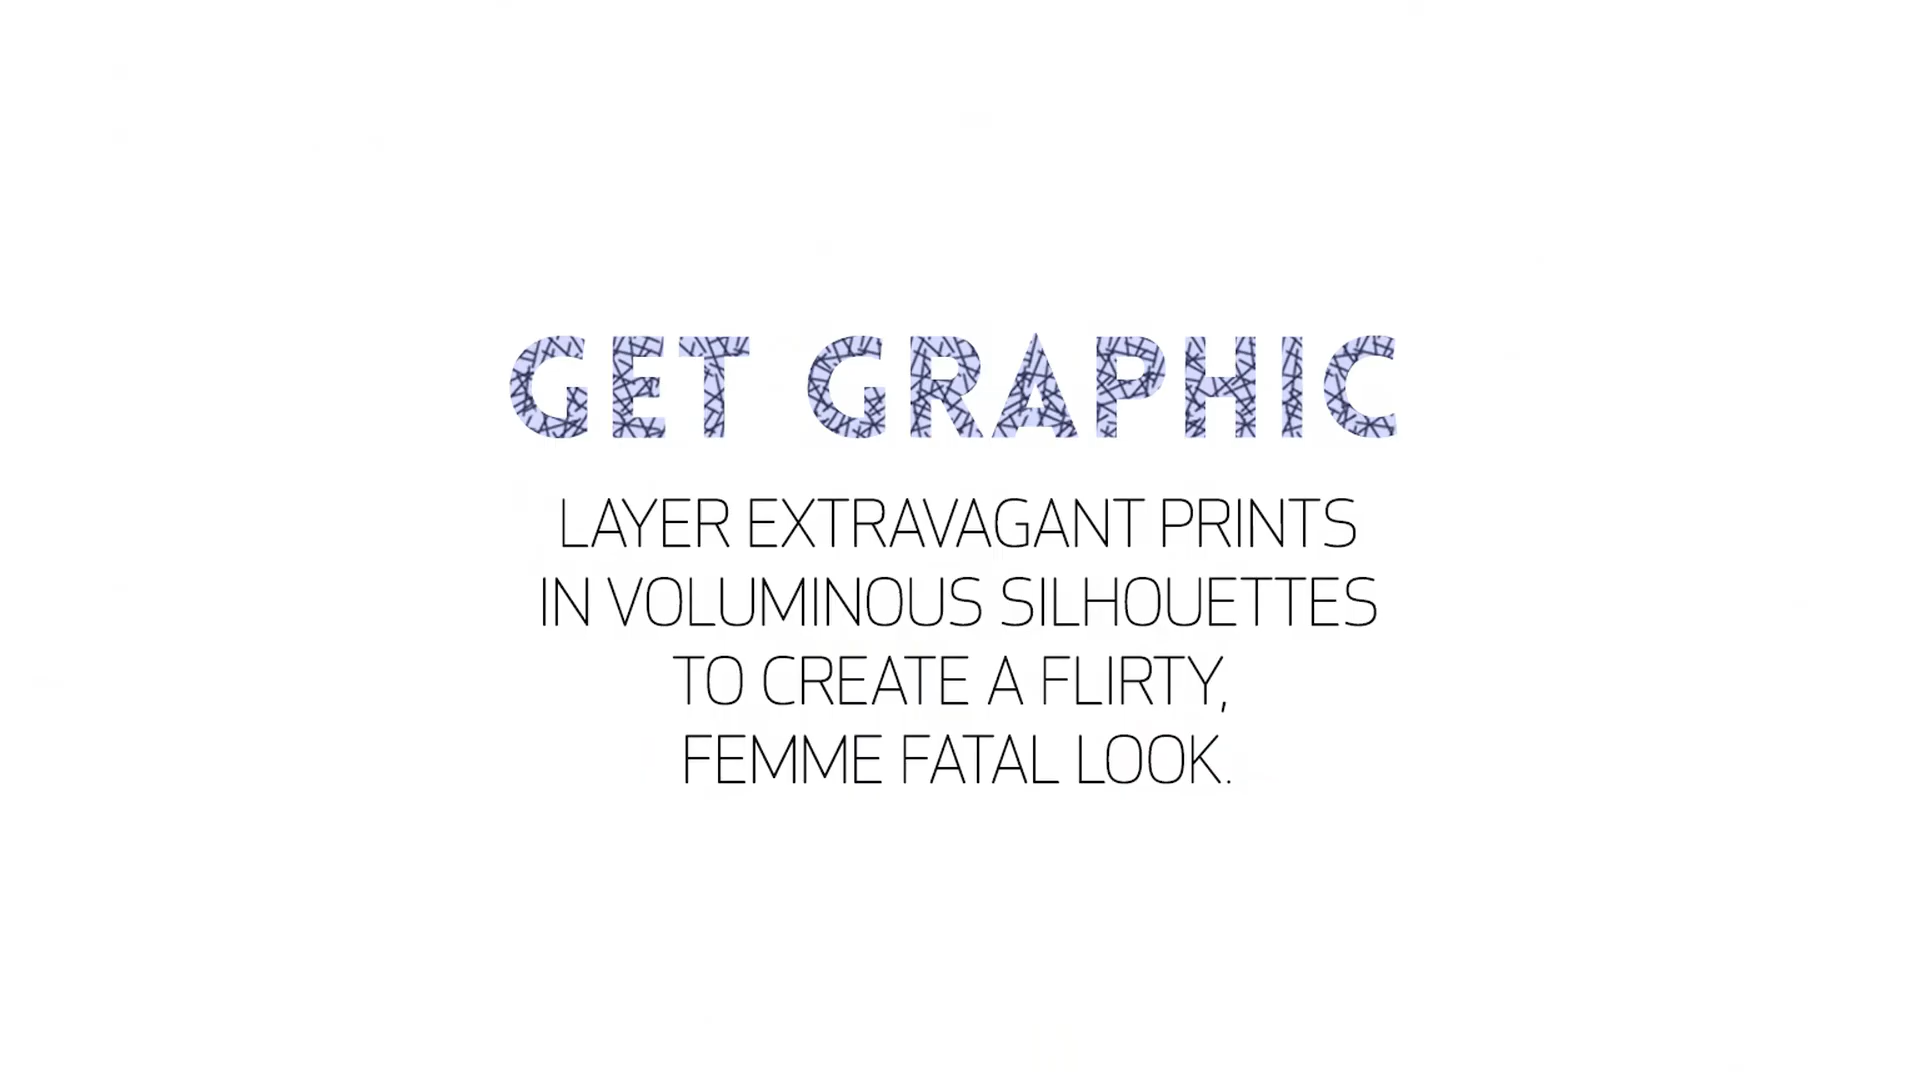 GET GRAPHIC
LAYER EXTRAVAGANT PRINTS
IN VOLUMINOUS SILHOUETTES
TO CREATE A FLIRTY,
FEMME FATAL LOOK.